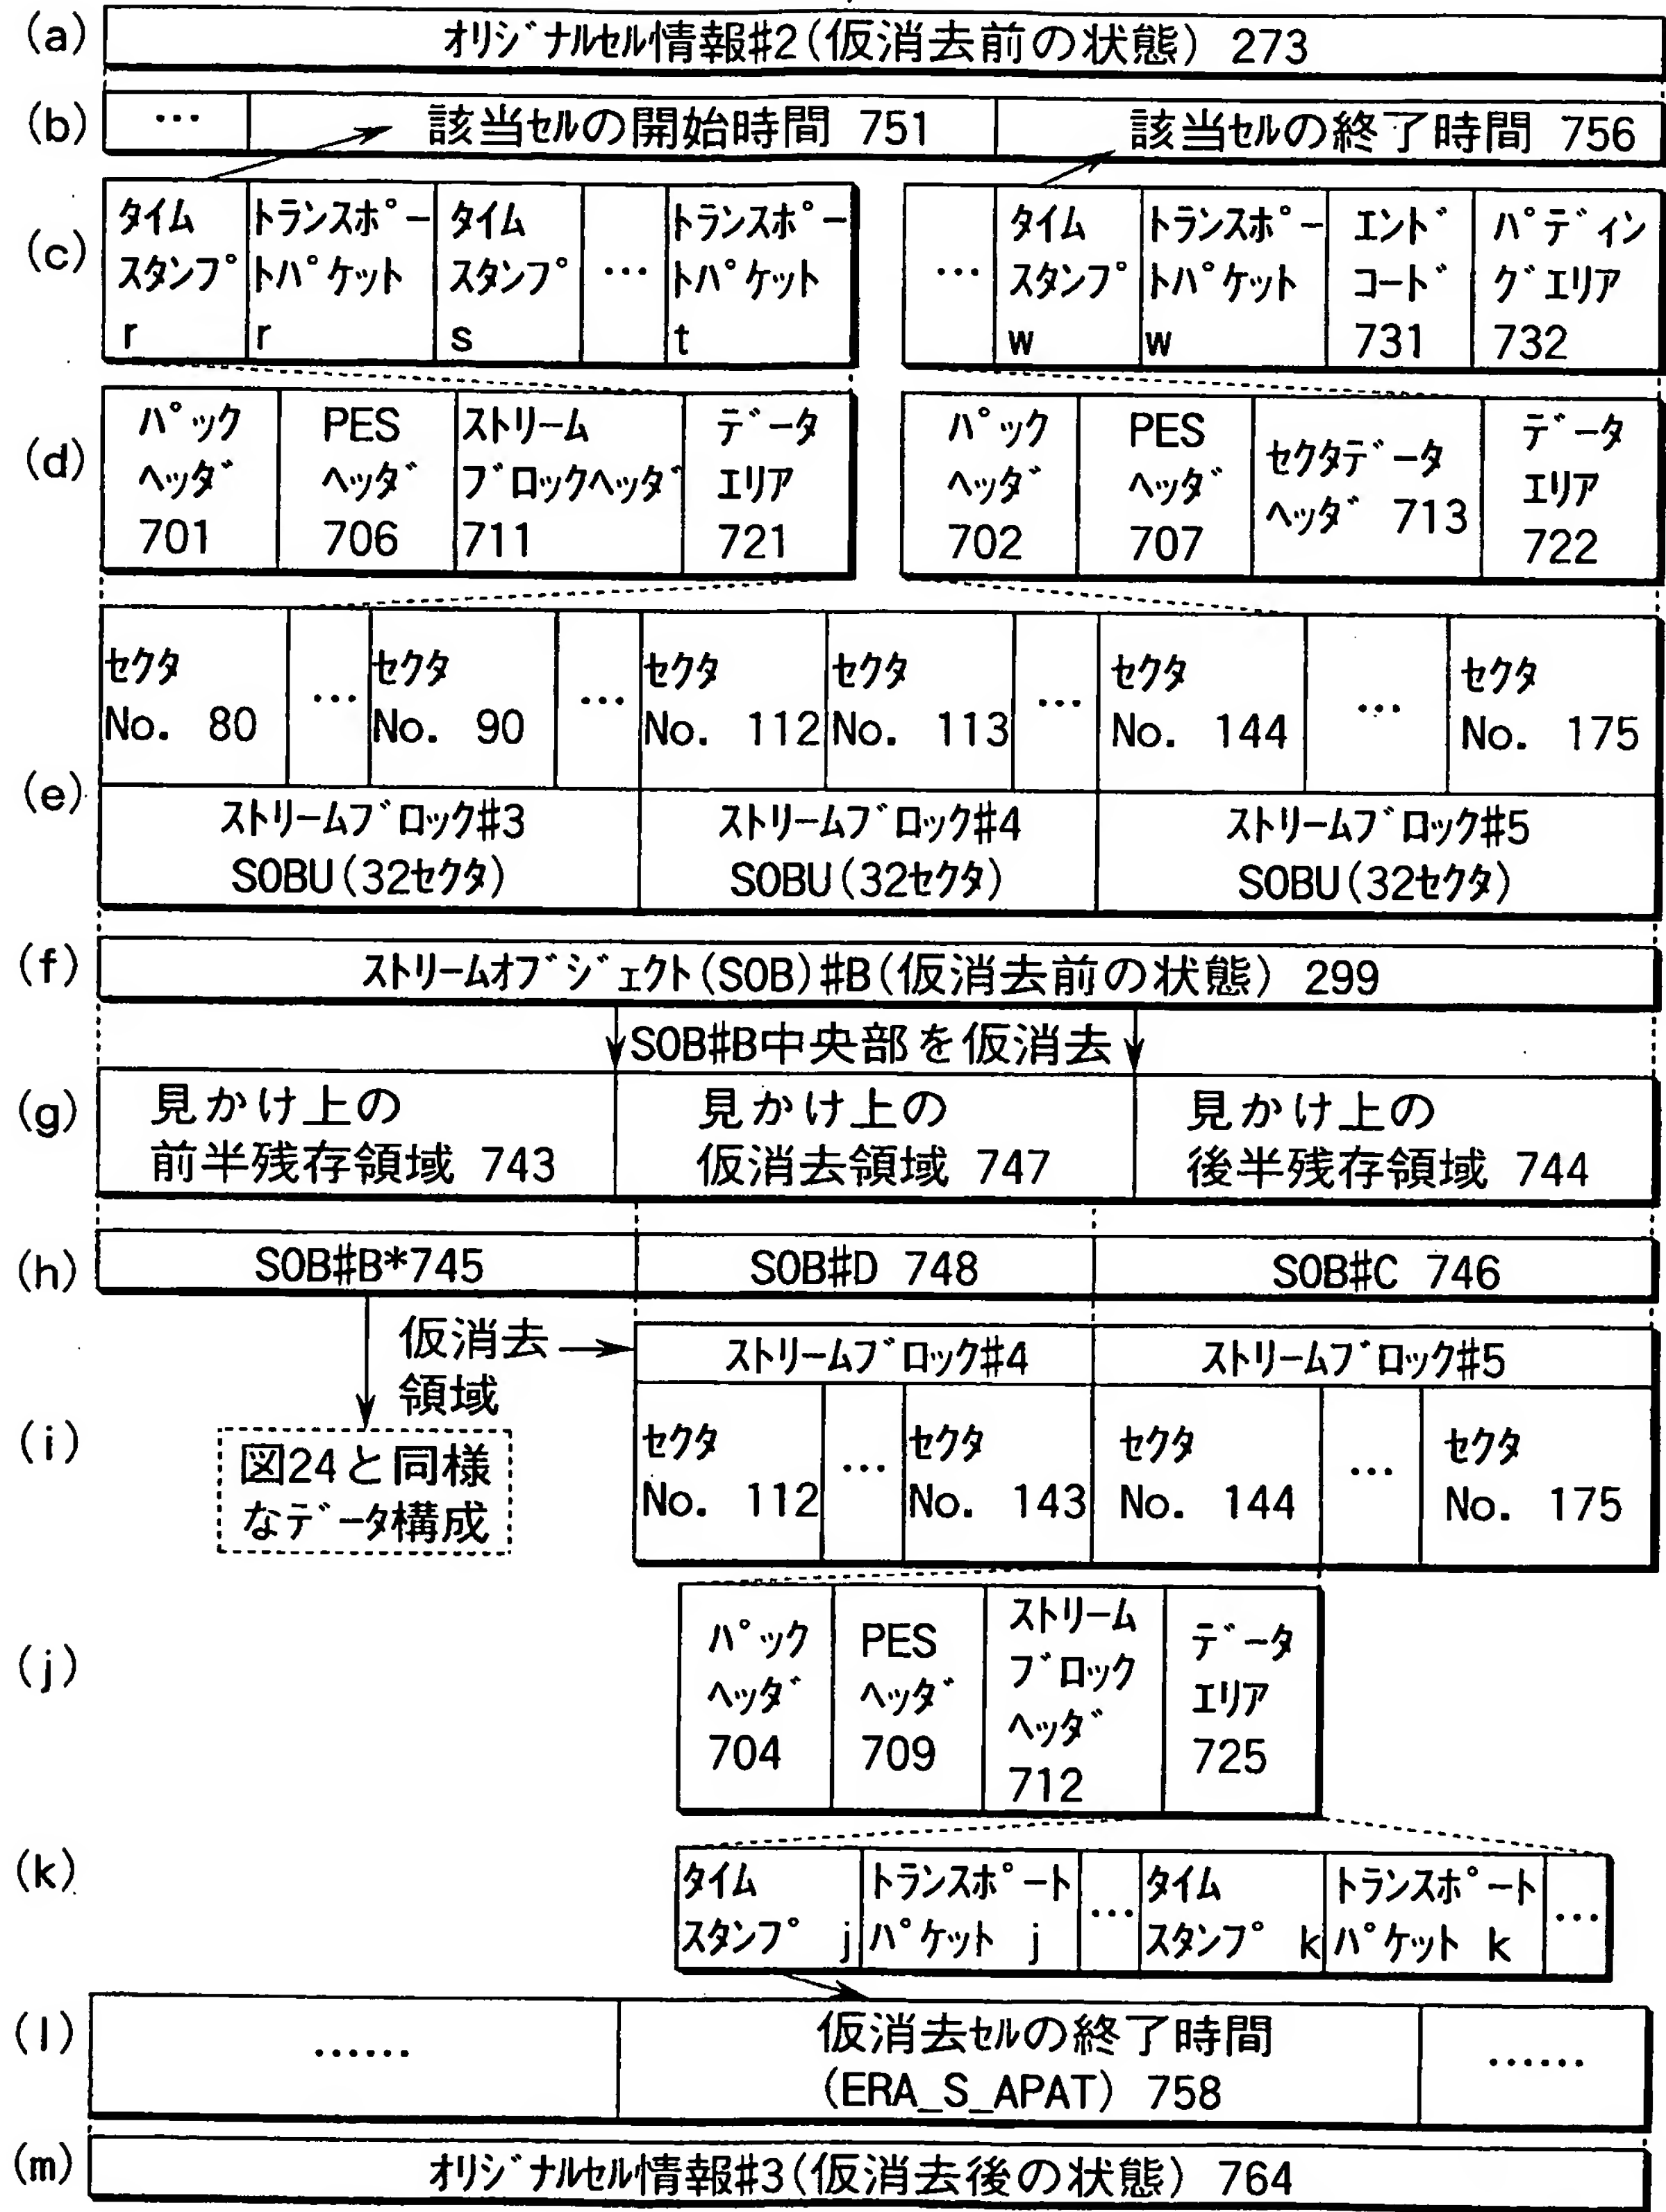 (a) オリジナルセル情報#2(仮消去前の状態) 273
(b) … 該当セルの開始時間 751 該当セルの終了時間 756
(c)
タイム
スタンプ
r
トランスポー
トパケット
r
タイム
スタンプ
s
…
トランスポー
トパケット
t
…
タイム
スタンプ
w
トランスポー
トパケット
w
エンド
コード
731
パディン
グエリア
732
(d)
パック
ヘッダ
701
PES
ヘッダ
706
ストリーム
ブロックヘッダ
711
データ
エリア
721
パック
ヘッダ
702
PES
ヘッダ
707
セクタデータ
ヘッダ 713
データ
エリア
722
(e)
セクタ
No. 80
…
セクタ
No. 90
…
セクタ
No. 112
セクタ
No. 113
…
セクタ
No. 144
…
セクタ
No. 175
ストリームブロック#3
SOBU(32セクタ)
ストリームブロック#4
SOBU(32セクタ)
ストリームブロック#5
SOBU(32セクタ)
(f) ストリームオブジェクト(SOB)#B(仮消去前の状態) 299
SOB#B中央部を仮消去
(g)
見かけ上の
前半残存領域 743
見かけ上の
仮消去領域 747
見かけ上の
後半残存領域 744
(h) SOB#B*745 SOB#D 748 SOB#C 746
仮消去
領域
(i)
図24と同様
なデータ構成
ストリームブロック#4
ストリームブロック#5
セクタ
No. 112
…
セクタ
No. 143
セクタ
No. 144
…
セクタ
No. 175
(j)
パック
ヘッダ
704
PES
ヘッダ
709
ストリーム
ブロック
ヘッダ
712
データ
エリア
725
(k)
タイム
スタンプ j
トランスポート
パケット j
…
タイム
スタンプ k
トランスポート
パケット k
…
(l)
……
仮消去セルの終了時間
(ERA_S_APAT) 758
……
(m) オリジナルセル情報#3(仮消去後の状態) 764